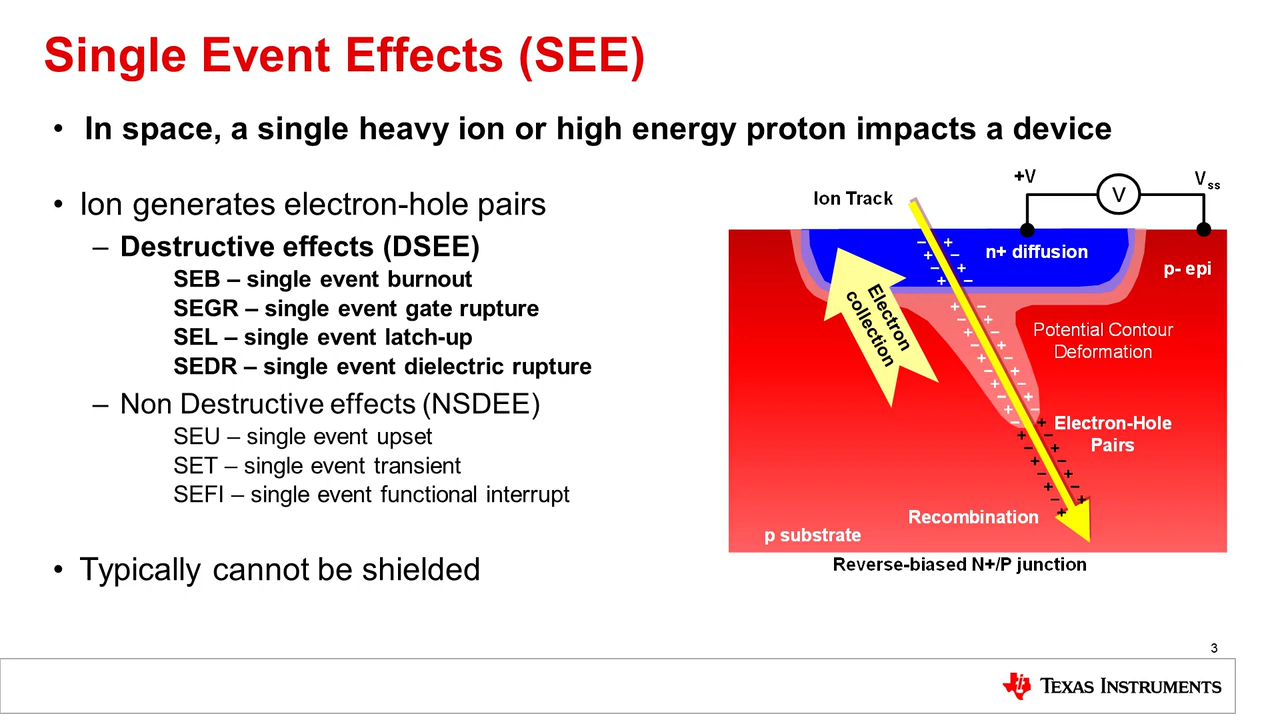 Single Event Effects (SEE)
• In space, a single heavy ion or high energy proton impacts a device
• Ion generates electron-hole pairs
– Destructive effects (DSEE)
SEB – single event burnout
SEGR – single event gate rupture
SEL – single event latch-up
SEDR – single event dielectric rupture
– Non Destructive effects (NSDEE)
SEU – single event upset
SET – single event transient
SEFI – single event functional interrupt
• Typically cannot be shielded
Ion Track
+V
V
Vss
n+ diffusion
p- epi
Electron
collection
Potential Contour
Deformation
Electron-Hole
Pairs
Recombination
p substrate
Reverse-biased N+/P junction
3
TEXAS INSTRUMENTS